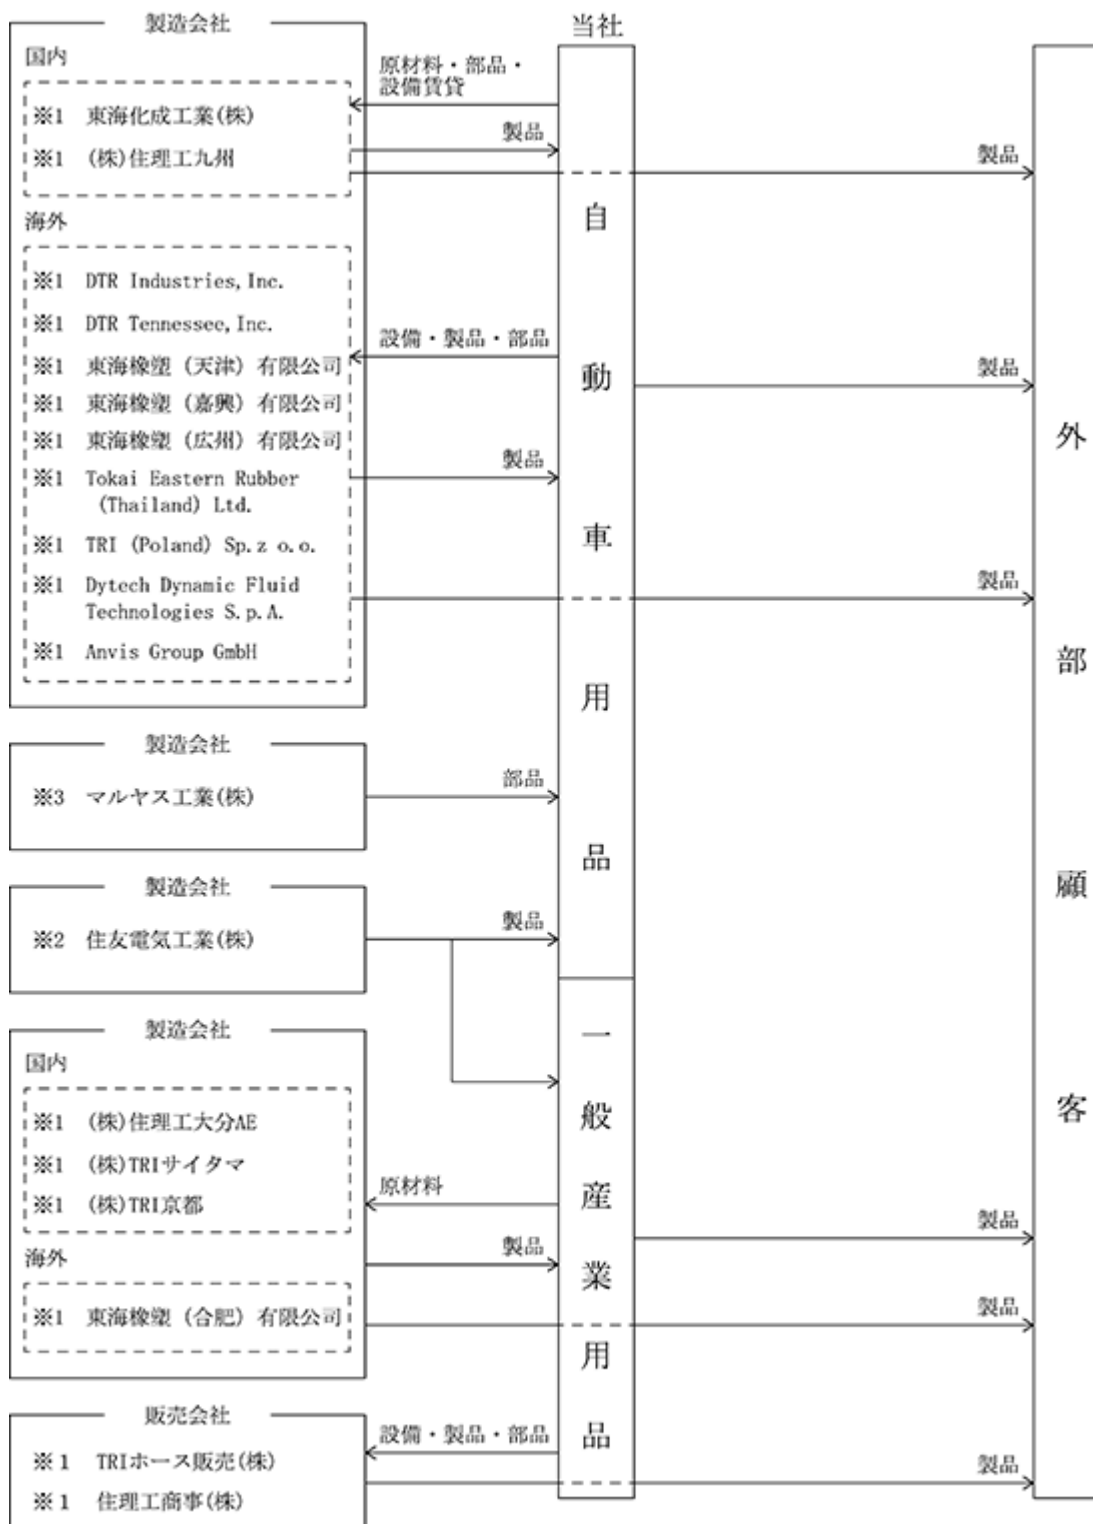 製造会社
国内
※1 東海化成工業(株)
※1 (株)住理工九州
海外
※1 DTR Industries,Inc.
※1 DTR Tennessee,Inc.
※1 東海橡塑（天津）有限公司
※1 東海橡塑（嘉興）有限公司
※1 東海橡塑（広州）有限公司
※1 Tokai Eastern Rubber
(Thailand) Ltd.
※1 TRI (Poland) Sp.z o.o.
※1 Dytech Dynamic Fluid
Technologies S.p.A.
※1 Anvis Group GmbH
製造会社
※3 マルヤス工業(株)
製造会社
※2 住友電気工業(株)
製造会社
国内
※1 (株)住理工大分AE
※1 (株)TRIサイタマ
※1 (株)TRI京都
海外
※1 東海橡塑（合肥）有限公司
販売会社
※1 TRIホース販売(株)
※1 住理工商事(株)
原材料・部品・
設備賃貸
製品
設備・製品・部品
製品
部品
製品
原材料
製品
設備・製品・部品
当社
自動車用品
一般産業用品
製品
製品
製品
製品
製品
製品
外部顧客